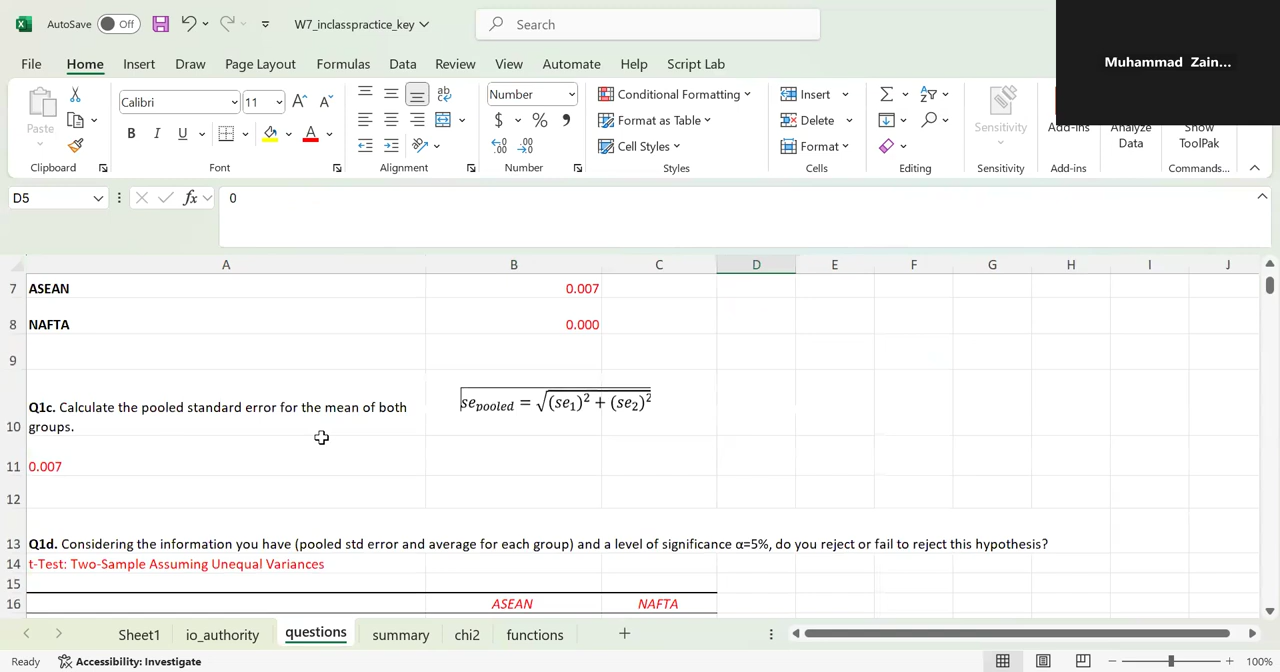 AutoSave Off W7_inclasspractice_key Search
Muhammad Zain...
File Home Insert Draw Page Layout Formulas Data Review View Automate Help Script Lab
Paste
Calibri 11
B I U
Number
$ % ,
Conditional Formatting
Format as Table
Cell Styles
Insert
Delete
Format
Sensitivity
Add-ins
Analyze
Data
Show
ToolPak
Clipboard Font Alignment Number Styles Cells Editing Sensitivity Add-ins Commands...
D5 fx 0
A B C D E F G H I J
7 ASEAN 0.007
8 NAFTA 0.000
9
Q1c. Calculate the pooled standard error for the mean of both
10 groups.
se_pooled = √(se₁)² + (se₂)²
11 0.007
12
13 Q1d. Considering the information you have (pooled std error and average for each group) and a level of significance α=5%, do you reject or fail to reject this hypothesis?
14 t-Test: Two-Sample Assuming Unequal Variances
15
16 ASEAN NAFTA
Sheet1 io_authority questions summary chi2 functions
Ready Accessibility: Investigate 100%